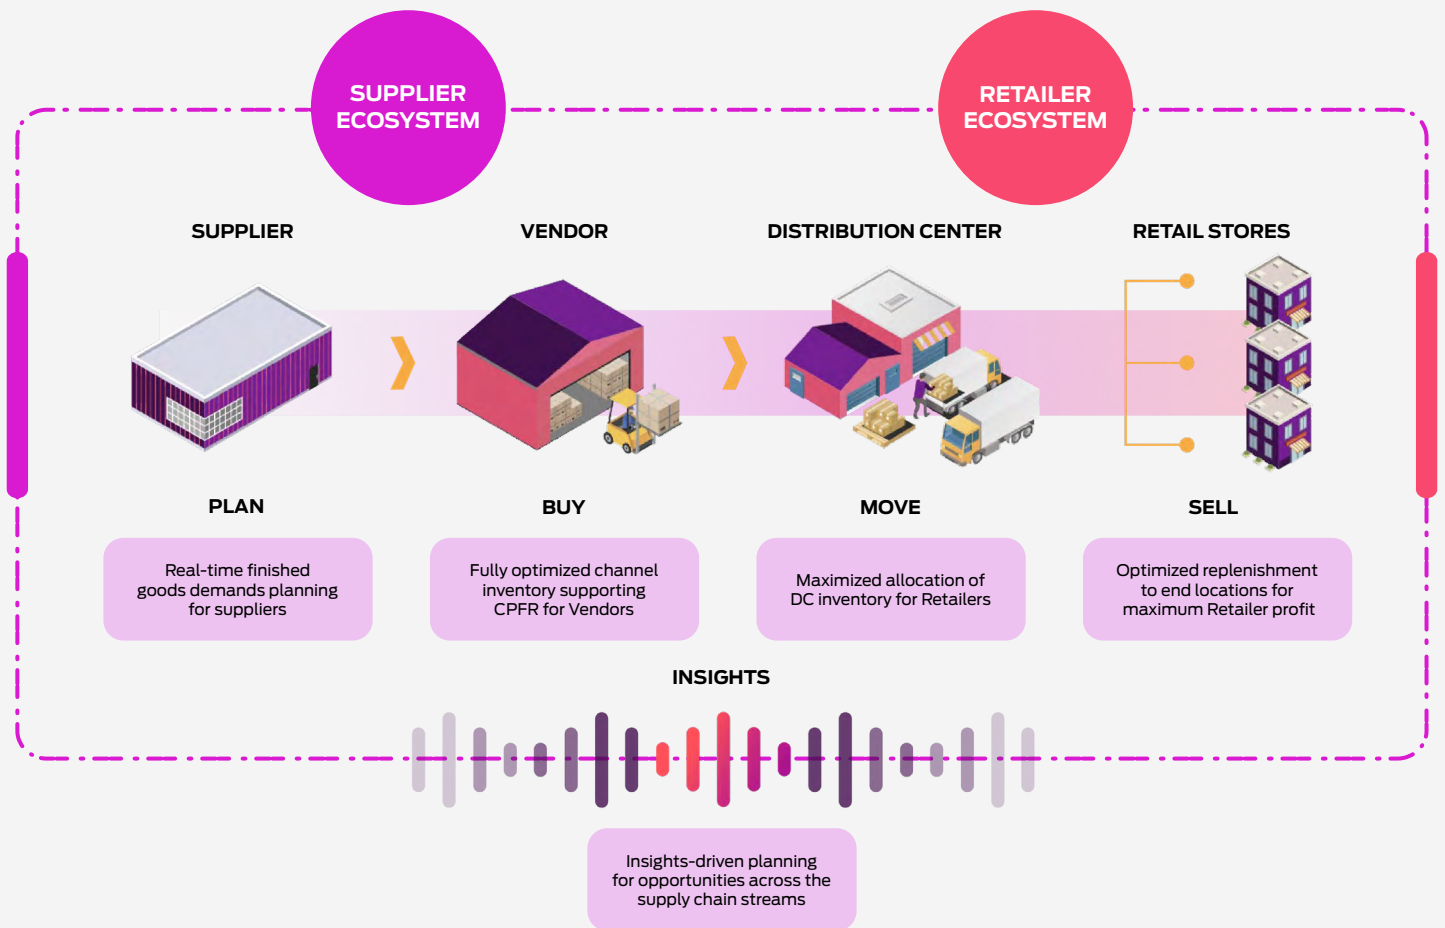 SUPPLIER
ECOSYSTEM
RETAILER
ECOSYSTEM
SUPPLIER
VENDOR
DISTRIBUTION CENTER
RETAIL STORES
PLAN
BUY
MOVE
SELL
Real-time finished
goods demands planning
for suppliers
Fully optimized channel
inventory supporting
CPFR for Vendors
Maximized allocation of
DC inventory for Retailers
Optimized replenishment
to end locations for
maximum Retailer profit
INSIGHTS
Insights-driven planning
for opportunities across the
supply chain streams